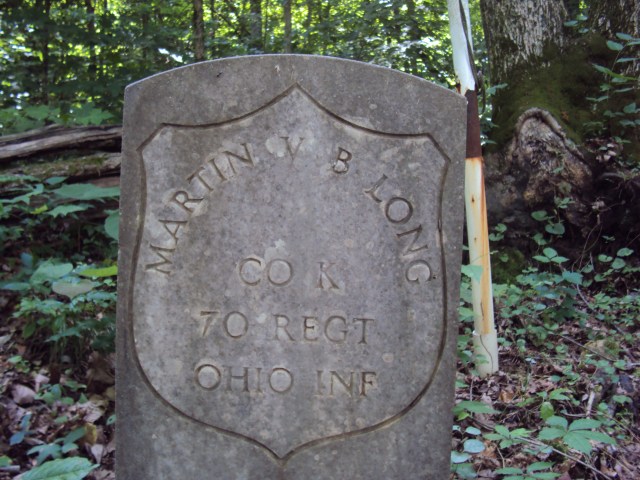 MARTIN V B LONG
CO K
70 REGT
OHIO INF